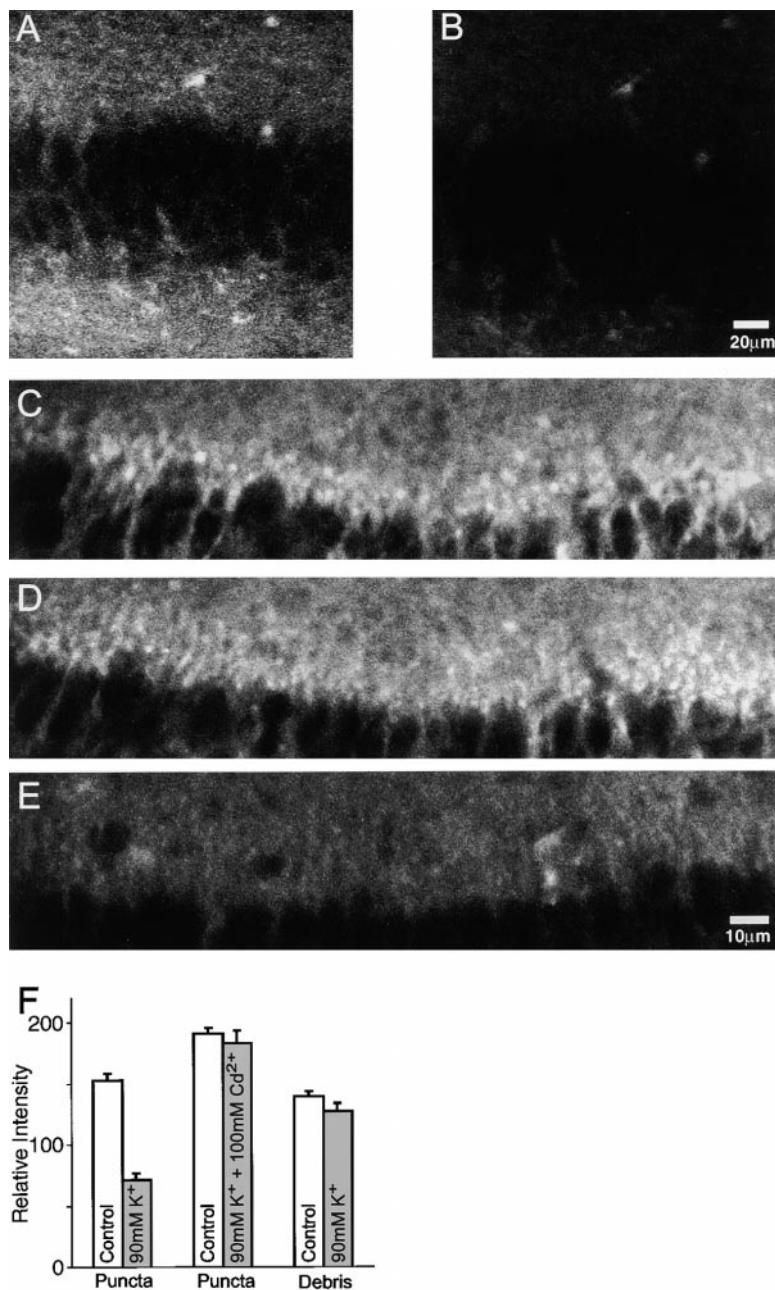 A
B
20μm
C
D
E
10μm
F
Relative Intensity
200
100
0
Control
90mM K⁺
Control
90mM K⁺ + 100mM Cd²⁺
Control
90mM K⁺
Puncta
Puncta
Debris